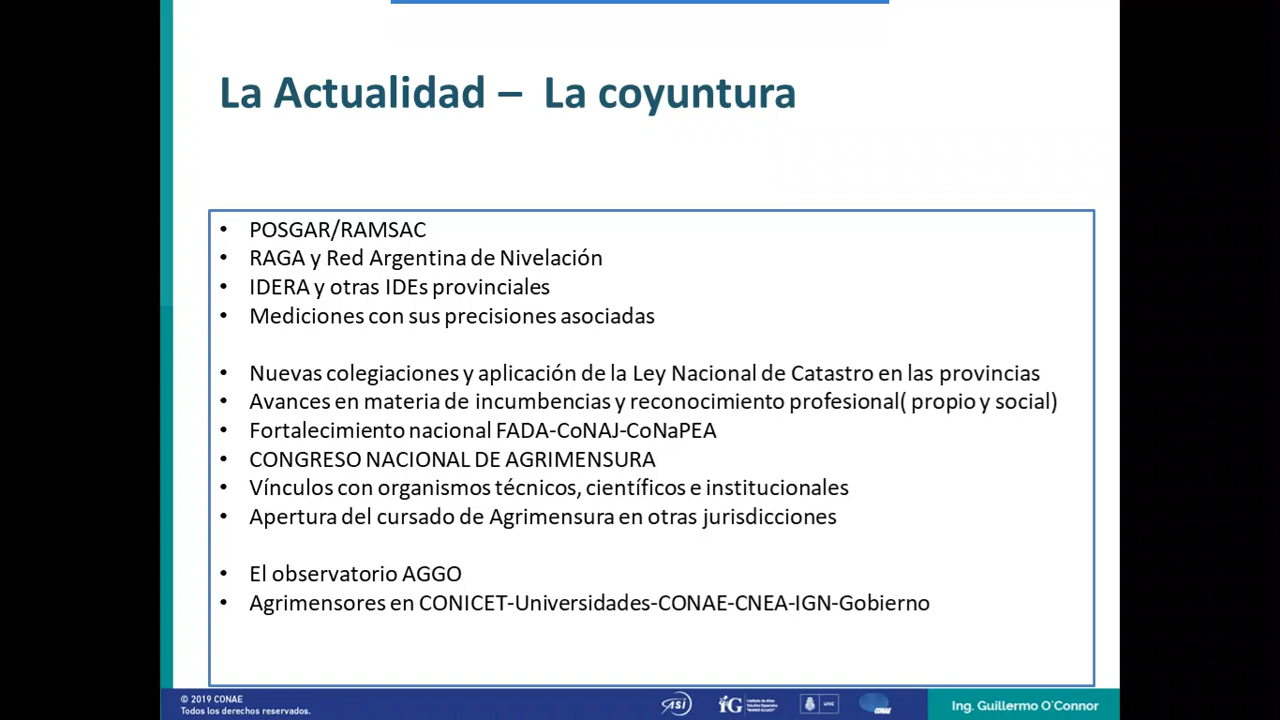 La Actualidad – La coyuntura
• POSGAR/RAMSAC
• RAGA y Red Argentina de Nivelación
• IDERA y otras IDEs provinciales
• Mediciones con sus precisiones asociadas
• Nuevas colegiaciones y aplicación de la Ley Nacional de Catastro en las provincias
• Avances en materia de incumbencias y reconocimiento profesional( propio y social)
• Fortalecimiento nacional FADA-CoNAJ-CoNaPEA
• CONGRESO NACIONAL DE AGRIMENSURA
• Vínculos con organismos técnicos, científicos e institucionales
• Apertura del cursado de Agrimensura en otras jurisdicciones
• El observatorio AGGO
• Agrimensores en CONICET-Universidades-CONAE-CNEA-IGN-Gobierno
© 2019 CONAE
Todos los derechos reservados.
ASI
iG
UNC
CONAE
Ing. Guillermo O`Connor